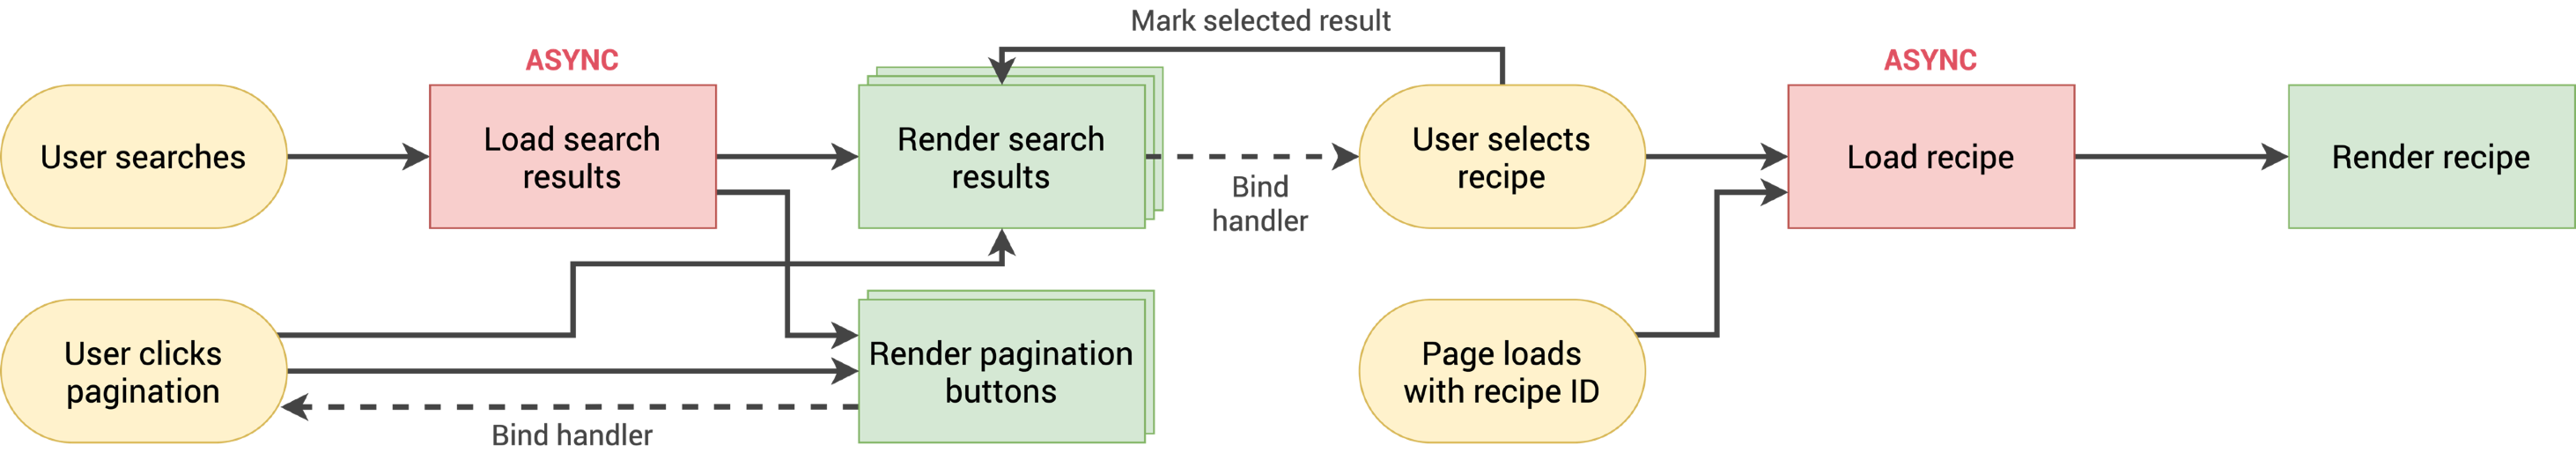 Mark selected result
ASYNC
ASYNC
User searches
Load search
results
Render search
results
Bind
handler
User selects
recipe
Load recipe
Render recipe
User clicks
pagination
Bind handler
Render pagination
buttons
Page loads
with recipe ID